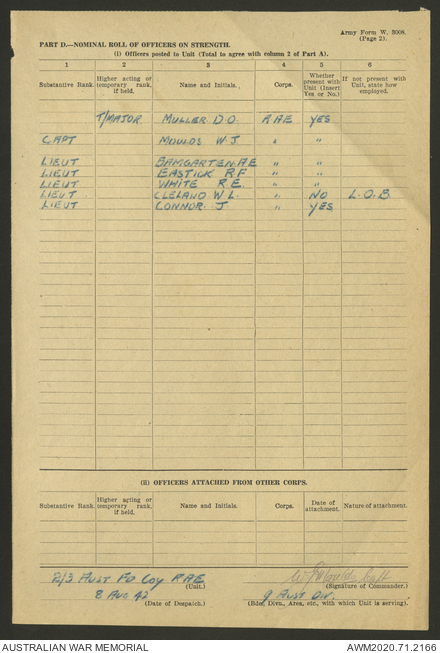 Army Form W. 3008.
(Page 2).
PART D.—NOMINAL ROLL OF OFFICERS ON STRENGTH.
(i) Officers posted to Unit (Total to agree with column 2 of Part A).
1 2 3 4 5 6
Substantive Rank. Higher acting or temporary rank, if held. Name and Initials. Corps. Whether present with Unit (Insert Yes or No.) If not present with Unit, state how employed.
T/MAJOR MULLER D.O. RAE YES
CAPT MOULDS W.J. " "
LIEUT BAMGARTEN A E " "
LIEUT EASTICK R F " "
LIEUT WHITE R.E. " "
LIEUT CLELAND W L. " NO L.O.B.
LIEUT CONNOR J " YES
(ii) OFFICERS ATTACHED FROM OTHER CORPS.
Substantive Rank. Higher acting or temporary rank, if held. Name and Initials. Corps. Date of attachment. Nature of attachment.
2/3 Aust Fd Coy RAE
(Unit.)
W J Moulds Capt
(Signature of Commander.)
8 Aug 42
(Date of Despatch.)
9 Aust Div.
(Bde, Divn., Area, etc., with which Unit is serving).
AUSTRALIAN WAR MEMORIAL AWM2020.71.2166